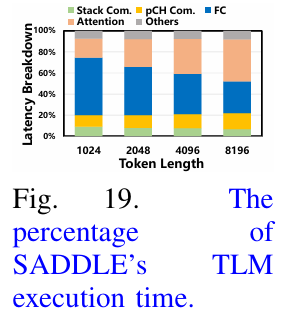 Stack Com. pCH Com. FC
Attention Others
Latency Breakdown
100%
80%
60%
40%
20%
0%
1024 2048 4096 8196
Token Length
Fig. 19. The
percentage of
SADDLE's TLM
execution time.